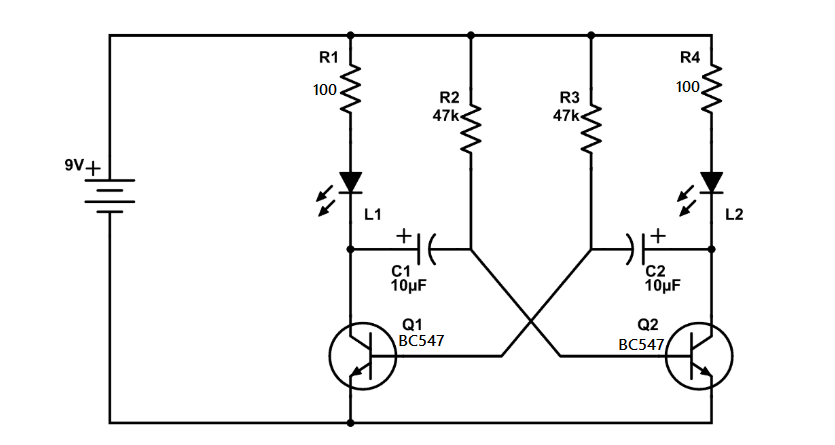 R1
100
R2
47k
R3
47k
R4
100
9V+
L1
L2
+
C1
10µF
+
C2
10µF
Q1
BC547
Q2
BC547